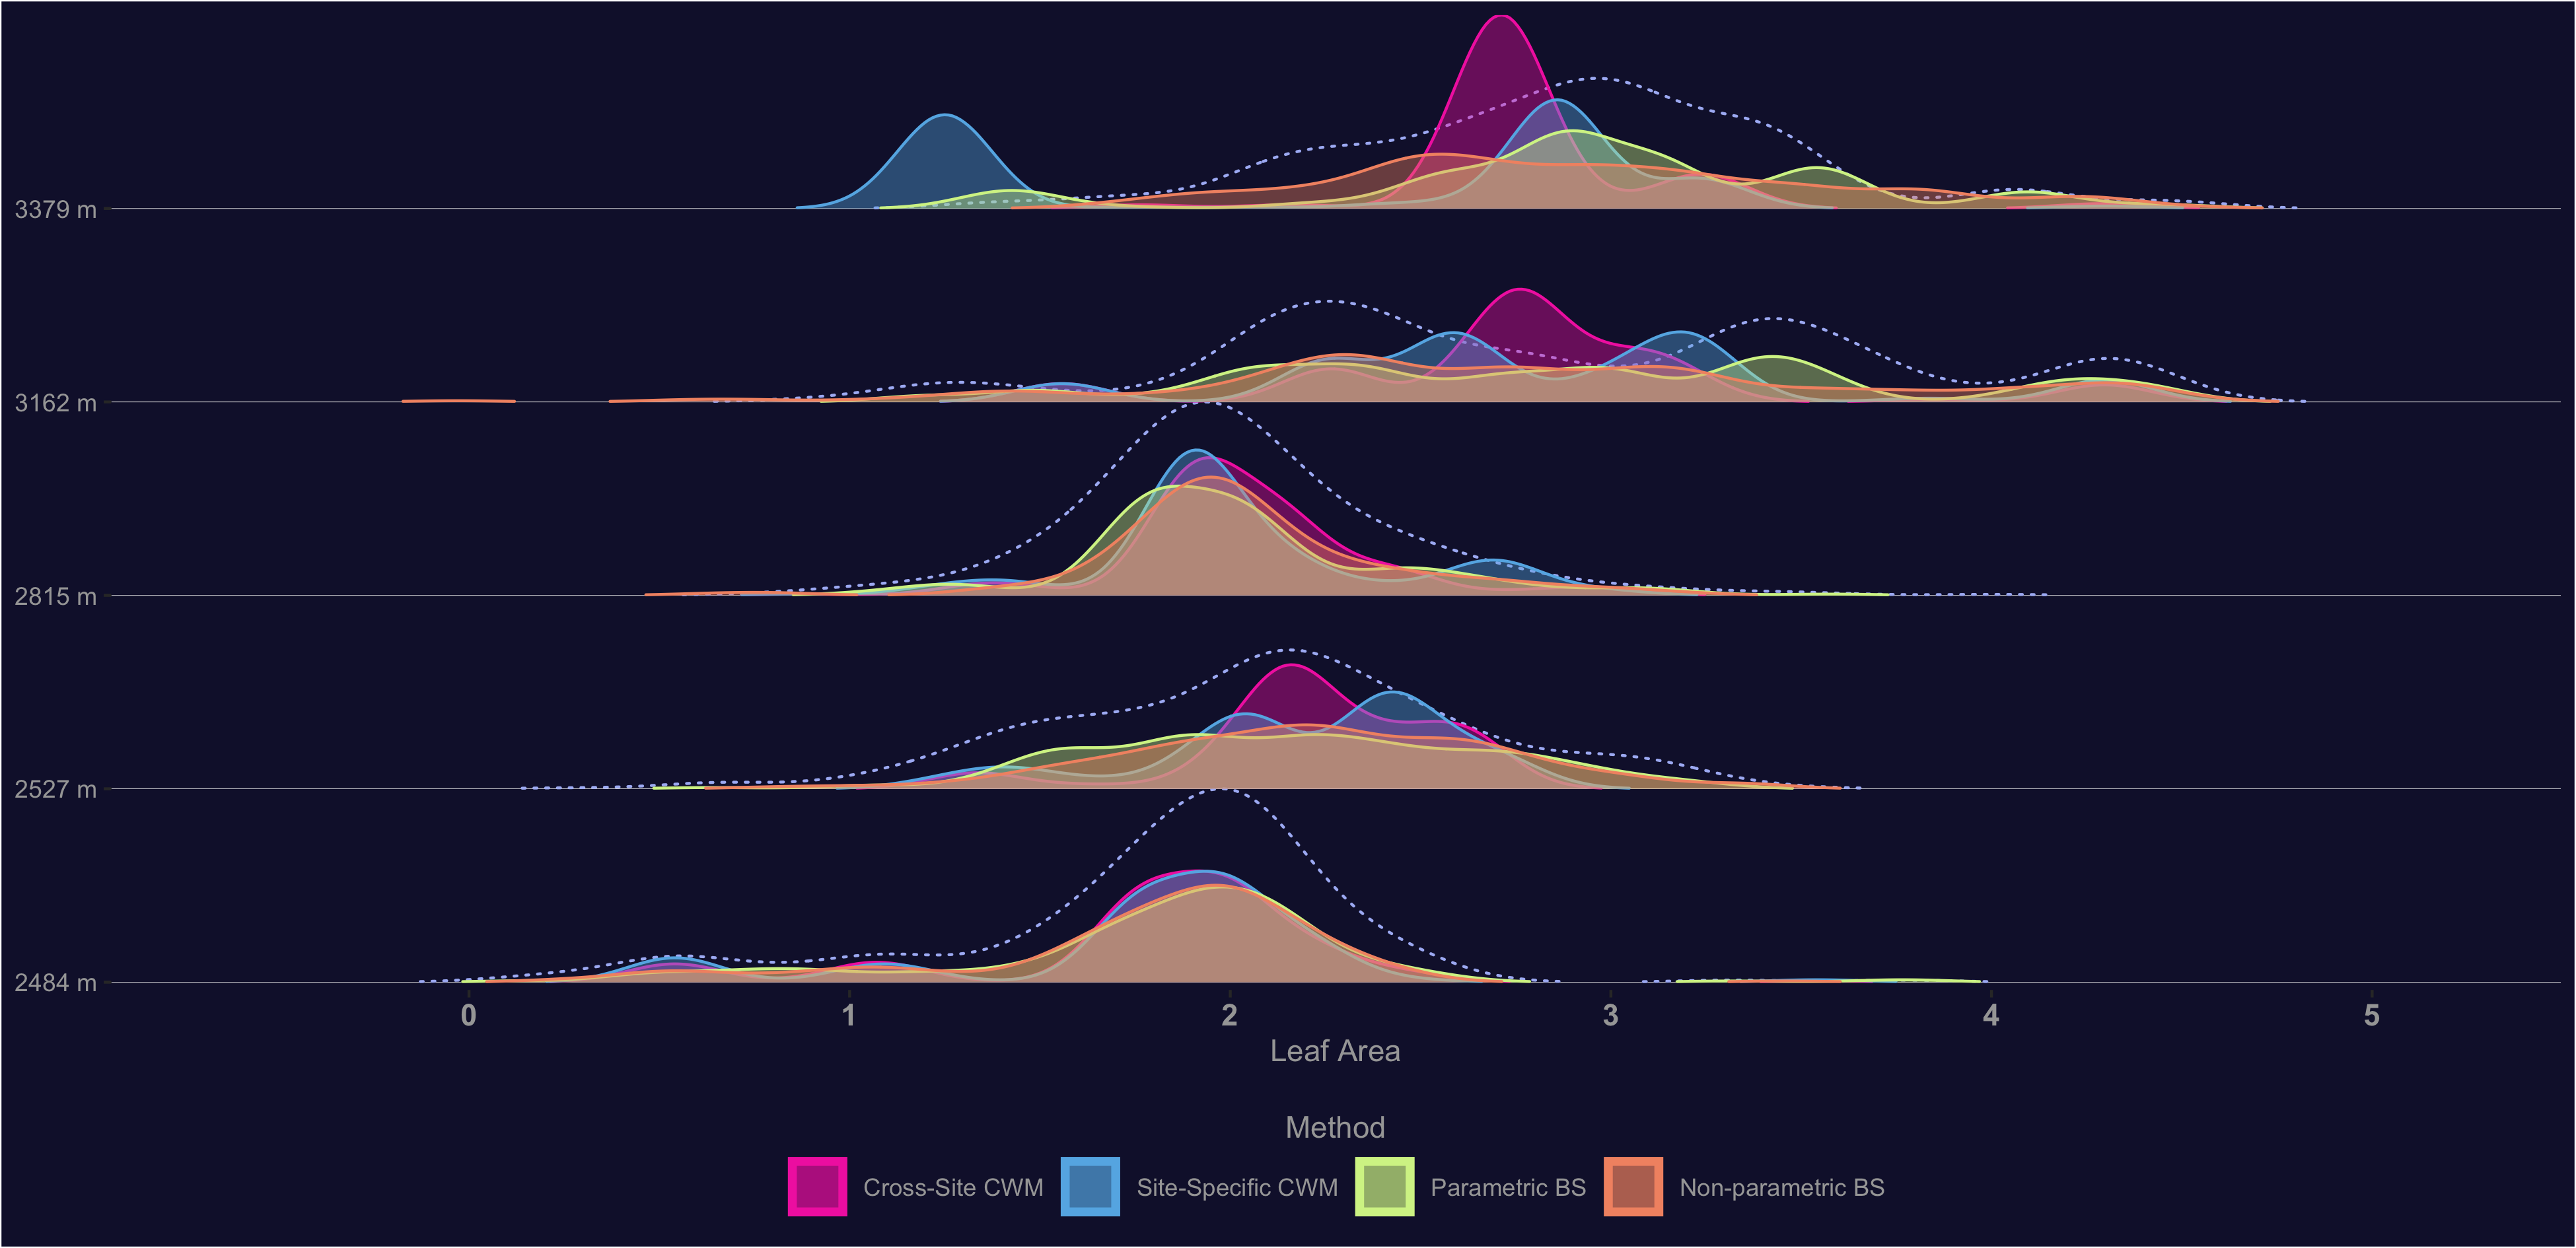 3379 m
3162 m
2815 m
2527 m
2484 m
0 1 2 3 4 5
Leaf Area
Method
Cross-Site CWM Site-Specific CWM Parametric BS Non-parametric BS